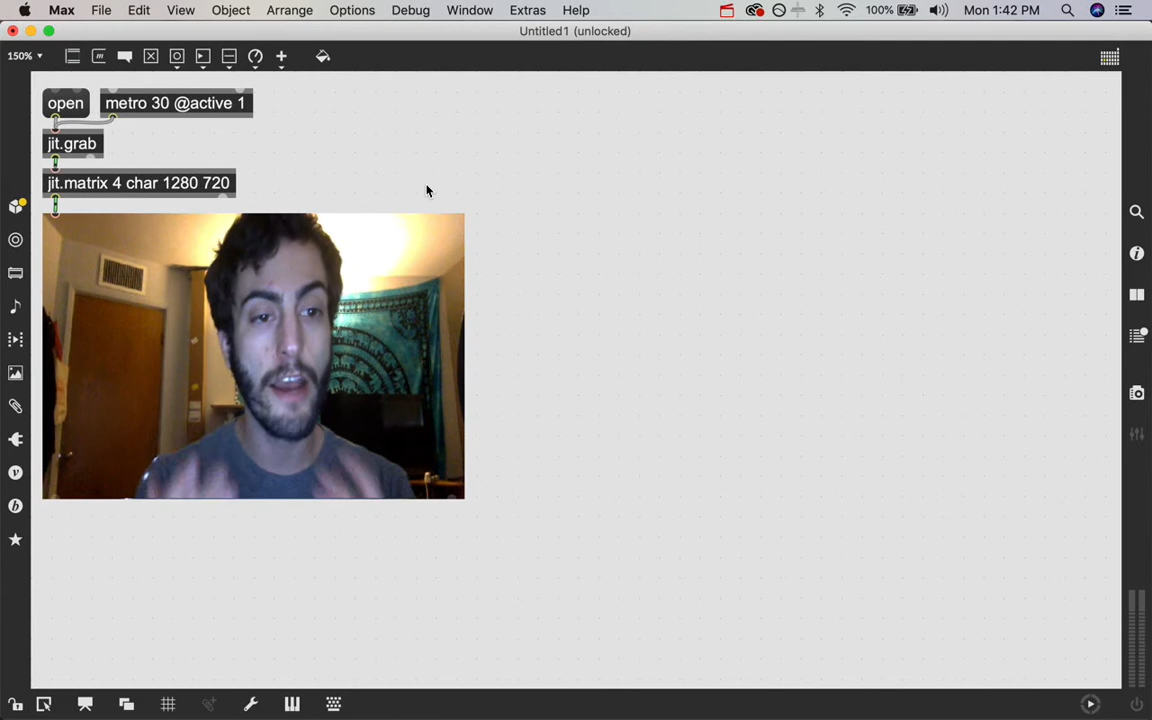 Max File Edit View Object Arrange Options Debug Window Extras Help 100% Mon 1:42 PM
Untitled1 (unlocked)
150%
open
metro 30 @active 1
jit.grab
jit.matrix 4 char 1280 720